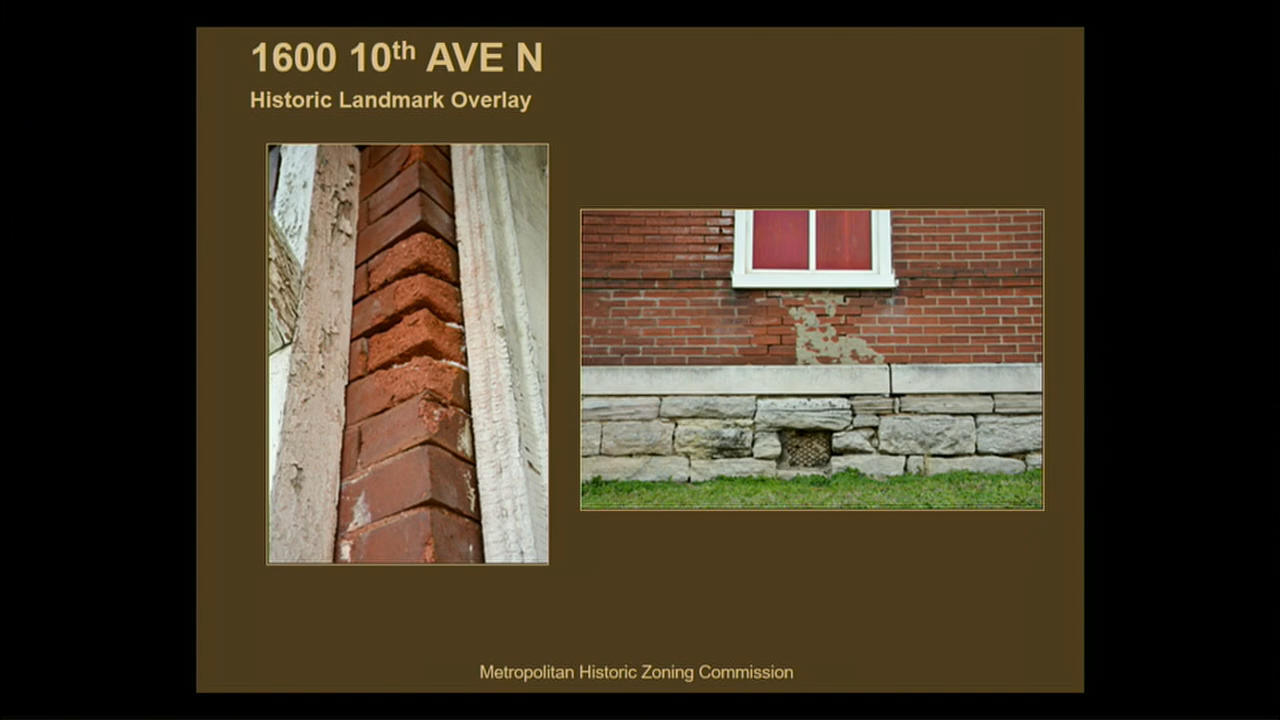 1600 10th AVE N
Historic Landmark Overlay
Metropolitan Historic Zoning Commission